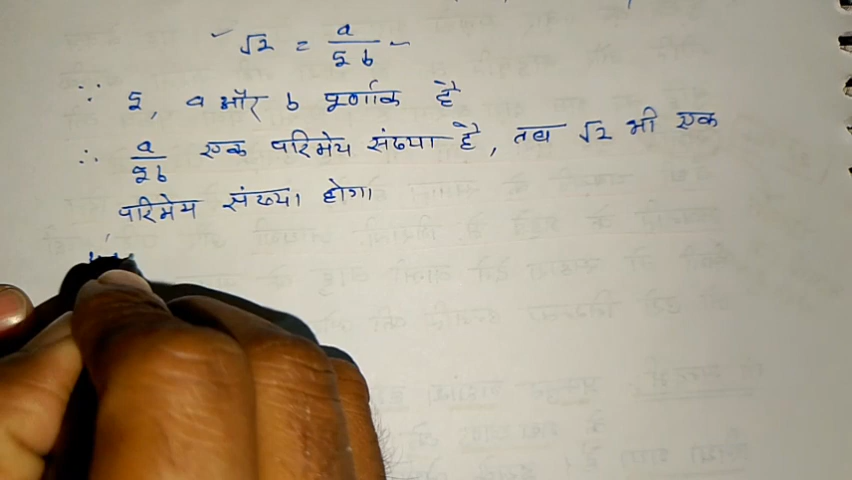 √2 = a/5b
∵ 5, a और b पूर्णांक है
∴ a/5b एक परिमेय संख्या है, तब √2 भी एक
परिमेय संख्या होगा